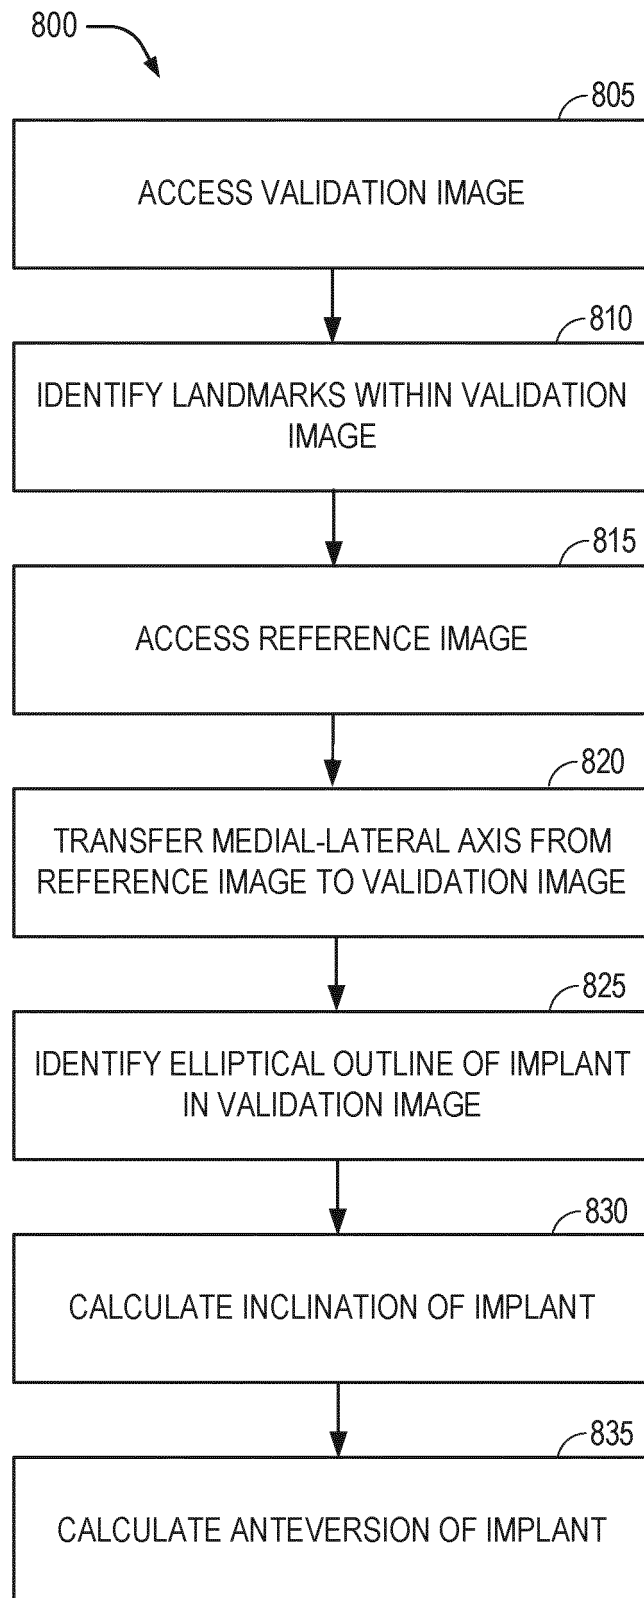 800
805
ACCESS VALIDATION IMAGE
810
IDENTIFY LANDMARKS WITHIN VALIDATION
IMAGE
815
ACCESS REFERENCE IMAGE
820
TRANSFER MEDIAL-LATERAL AXIS FROM
REFERENCE IMAGE TO VALIDATION IMAGE
825
IDENTIFY ELLIPTICAL OUTLINE OF IMPLANT
IN VALIDATION IMAGE
830
CALCULATE INCLINATION OF IMPLANT
835
CALCULATE ANTEVERSION OF IMPLANT